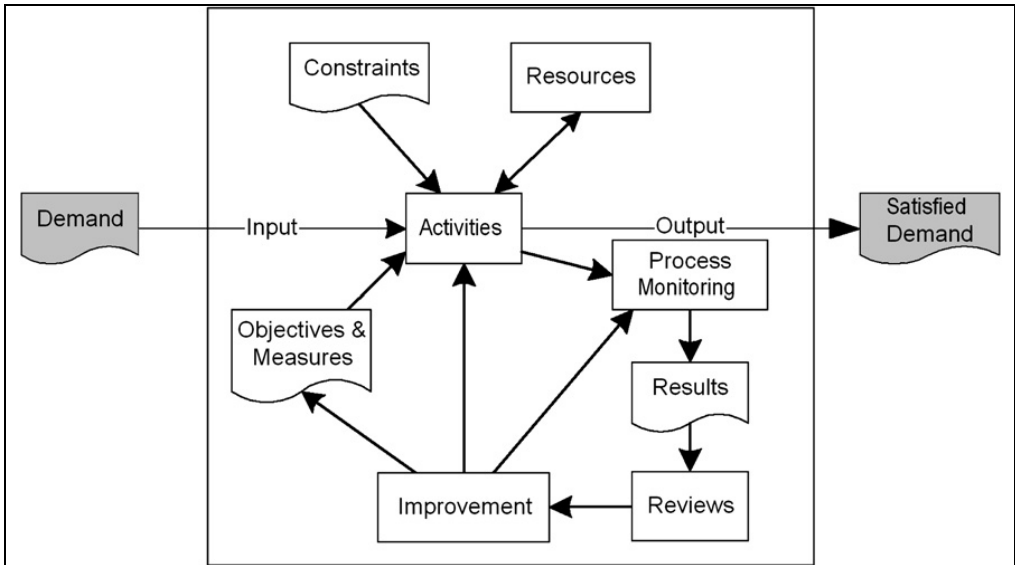 Constraints
Resources
Demand
Input
Activities
Output
Satisfied
Demand
Process
Monitoring
Objectives &
Measures
Results
Improvement
Reviews